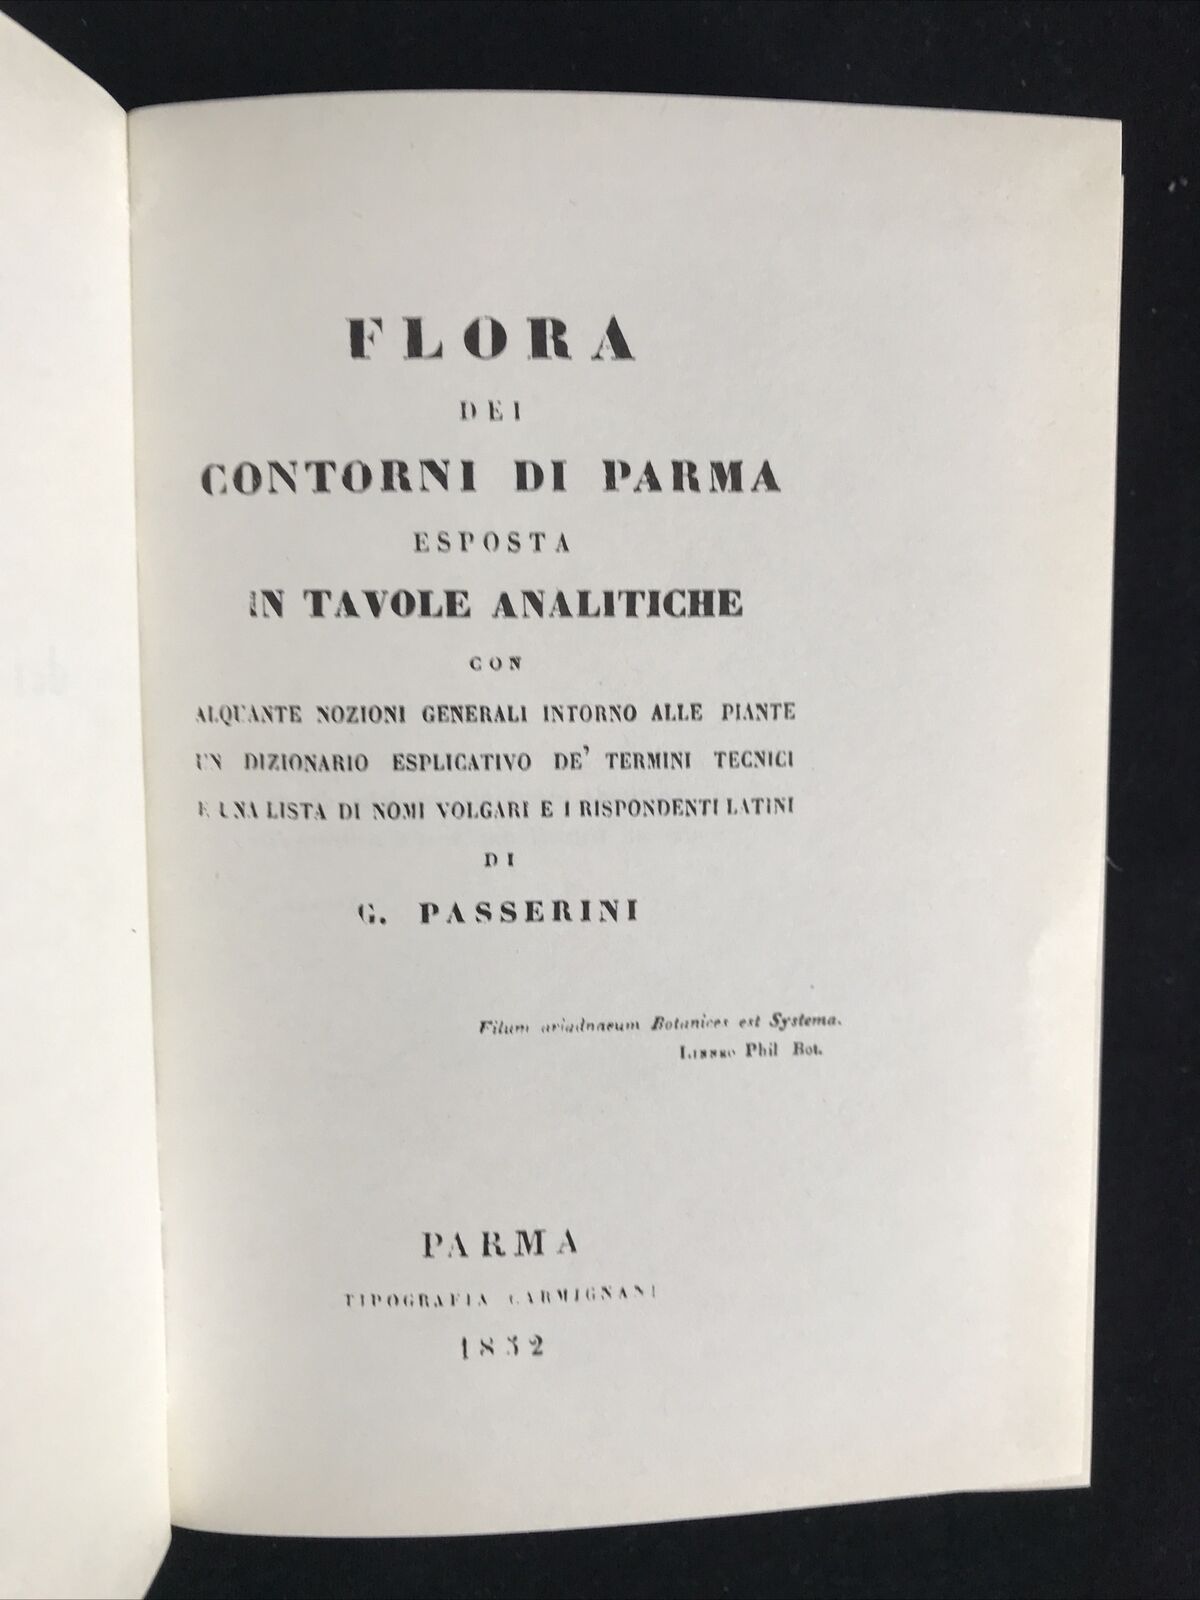 FLORA
DEI
CONTORNI DI PARMA
ESPOSTA
IN TAVOLE ANALITICHE
CON
ALQUANTE NOZIONI GENERALI INTORNO ALLE PIANTE
UN DIZIONARIO ESPLICATIVO DE' TERMINI TECNICI
E UNA LISTA DI NOMI VOLGARI E I RISPONDENTI LATINI
DI
G. PASSERINI
Filum ariadnaeum Botanices est Systema.
Phil Bot.
PARMA
TIPOGRAFIA CARMIGNANI
1852